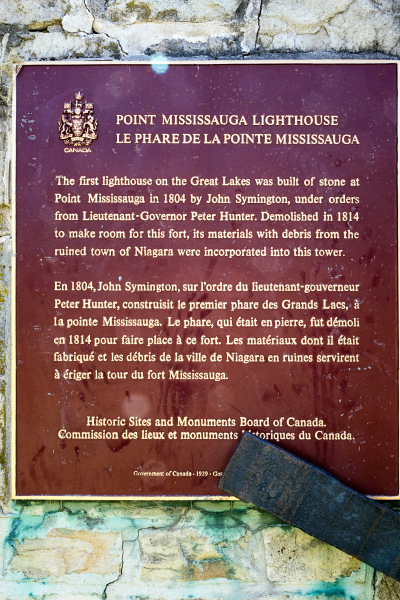 CANADA
POINT MISSISSAUGA LIGHTHOUSE
LE PHARE DE LA POINTE MISSISSAUGA
The first lighthouse on the Great Lakes was built of stone at
Point Mississauga in 1804 by John Symington, under orders
from Lieutenant-Governor Peter Hunter. Demolished in 1814
to make room for this fort, its materials with debris from the
ruined town of Niagara were incorporated into this tower.
En 1804, John Symington, sur l'ordre du lieutenant-gouverneur
Peter Hunter, construisit le premier phare des Grands Lacs, à
la pointe Mississauga. Le phare, qui était en pierre, fut démoli
en 1814 pour faire place à ce fort. Les matériaux dont il était
fabriqué et les débris de la ville de Niagara en ruines servirent
à ériger la tour du fort Mississauga.
Historic Sites and Monuments Board of Canada.
Commission des lieux et monuments historiques du Canada.
Government of Canada - 1939 -